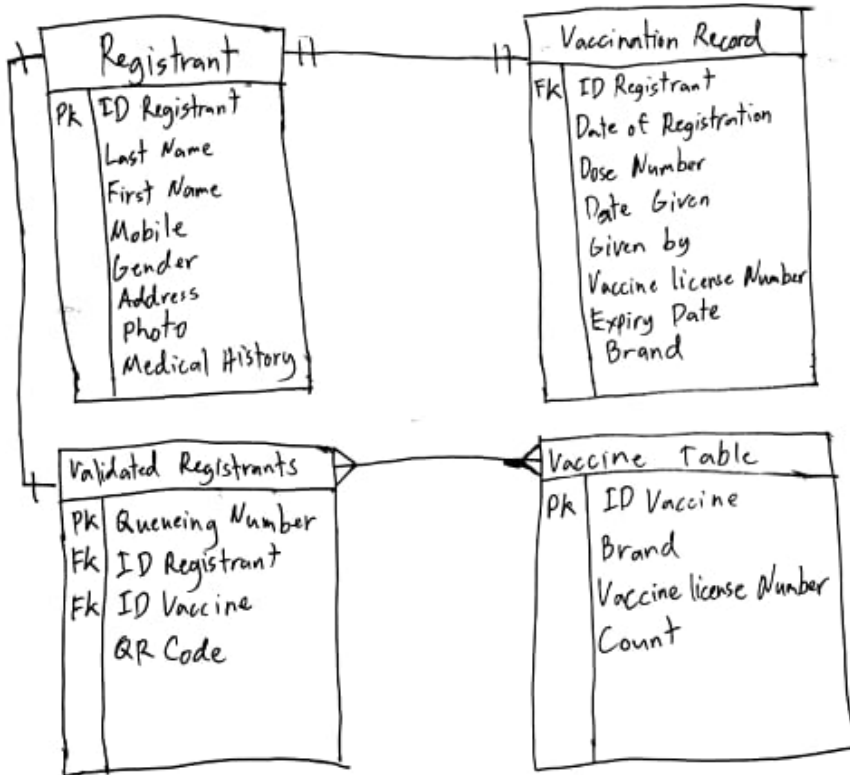 Registrant
Pk ID Registrant
Last Name
First Name
Mobile
Gender
Address
Photo
Medical History
Vaccination Record
Fk ID Registrant
Date of Registration
Dose Number
Date Given
Given by
Vaccine license Number
Expiry Date
Brand
Validated Registrants
Pk Queueing Number
Fk ID Registrant
Fk ID Vaccine
QR Code
Vaccine Table
Pk ID Vaccine
Brand
Vaccine license Number
Count